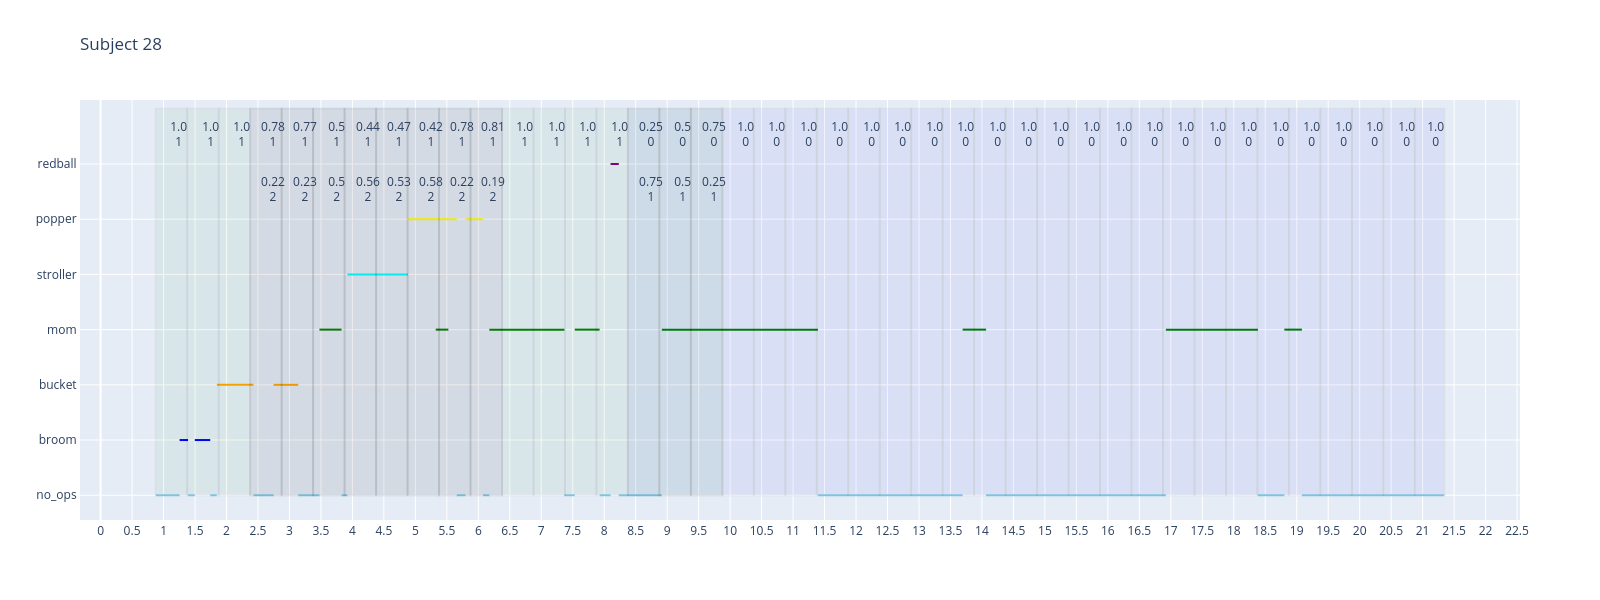 Subject 28
1.0 1.0 1.0 0.78 0.77 0.5 0.44 0.47 0.42 0.78 0.81 1.0 1.0 1.0 1.0 0.25 0.5 0.75 1.0 1.0 1.0 1.0 1.0 1.0 1.0 1.0 1.0 1.0 1.0 1.0 1.0 1.0 1.0 1.0 1.0 1.0 1.0 1.0 1.0 1.0 1.0
1 1 1 1 1 1 1 1 1 1 1 1 1 1 1 0 0 0 0 0 0 0 0 0 0 0 0 0 0 0 0 0 0 0 0 0 0 0 0 0 0
redball
0.22 0.23 0.5 0.56 0.53 0.58 0.22 0.19 0.75 0.5 0.25
2 2 2 2 2 2 2 2 1 1 1
popper
stroller
mom
bucket
broom
no_ops
0 0.5 1 1.5 2 2.5 3 3.5 4 4.5 5 5.5 6 6.5 7 7.5 8 8.5 9 9.5 10 10.5 11 11.5 12 12.5 13 13.5 14 14.5 15 15.5 16 16.5 17 17.5 18 18.5 19 19.5 20 20.5 21 21.5 22 22.5